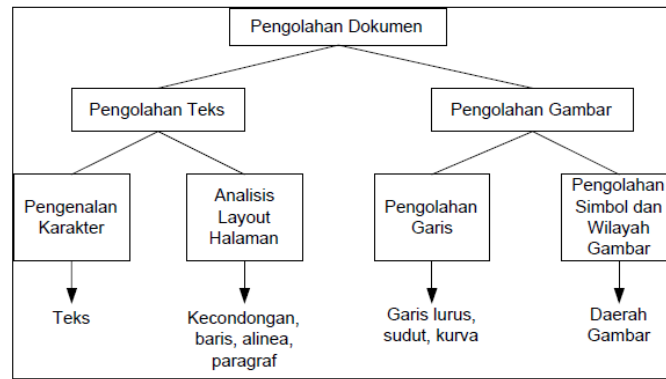 Pengolahan Dokumen
Pengolahan Teks
Pengolahan Gambar
Pengenalan
Karakter
Analisis
Layout
Halaman
Pengolahan
Garis
Pengolahan
Simbol dan
Wilayah
Gambar
Teks
Kecondongan,
baris, alinea,
paragraf
Garis lurus,
sudut, kurva
Daerah
Gambar